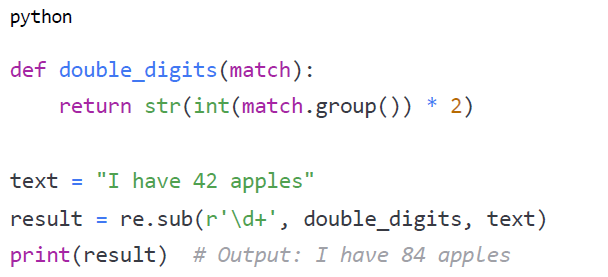 python
def double_digits(match):
    return str(int(match.group()) * 2)
text = "I have 42 apples"
result = re.sub(r'\d+', double_digits, text)
print(result)  # Output: I have 84 apples